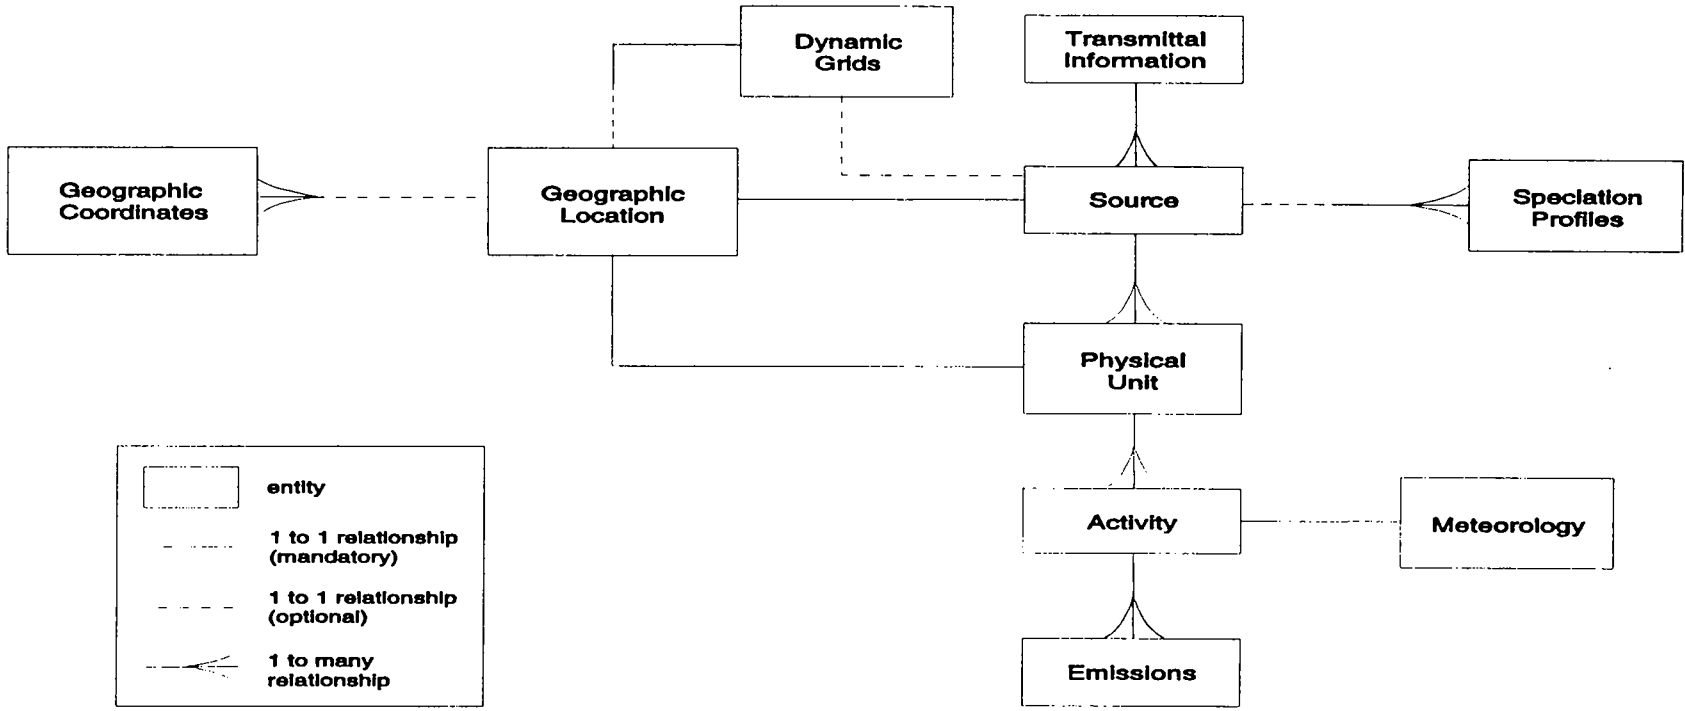 Dynamic
Grids
Transmittal
Information
Geographic
Coordinates
Geographic
Location
Source
Speciation
Profiles
Physical
Unit
Activity
Meteorology
Emissions
entity
1 to 1 relationship
(mandatory)
1 to 1 relationship
(optional)
1 to many
relationship